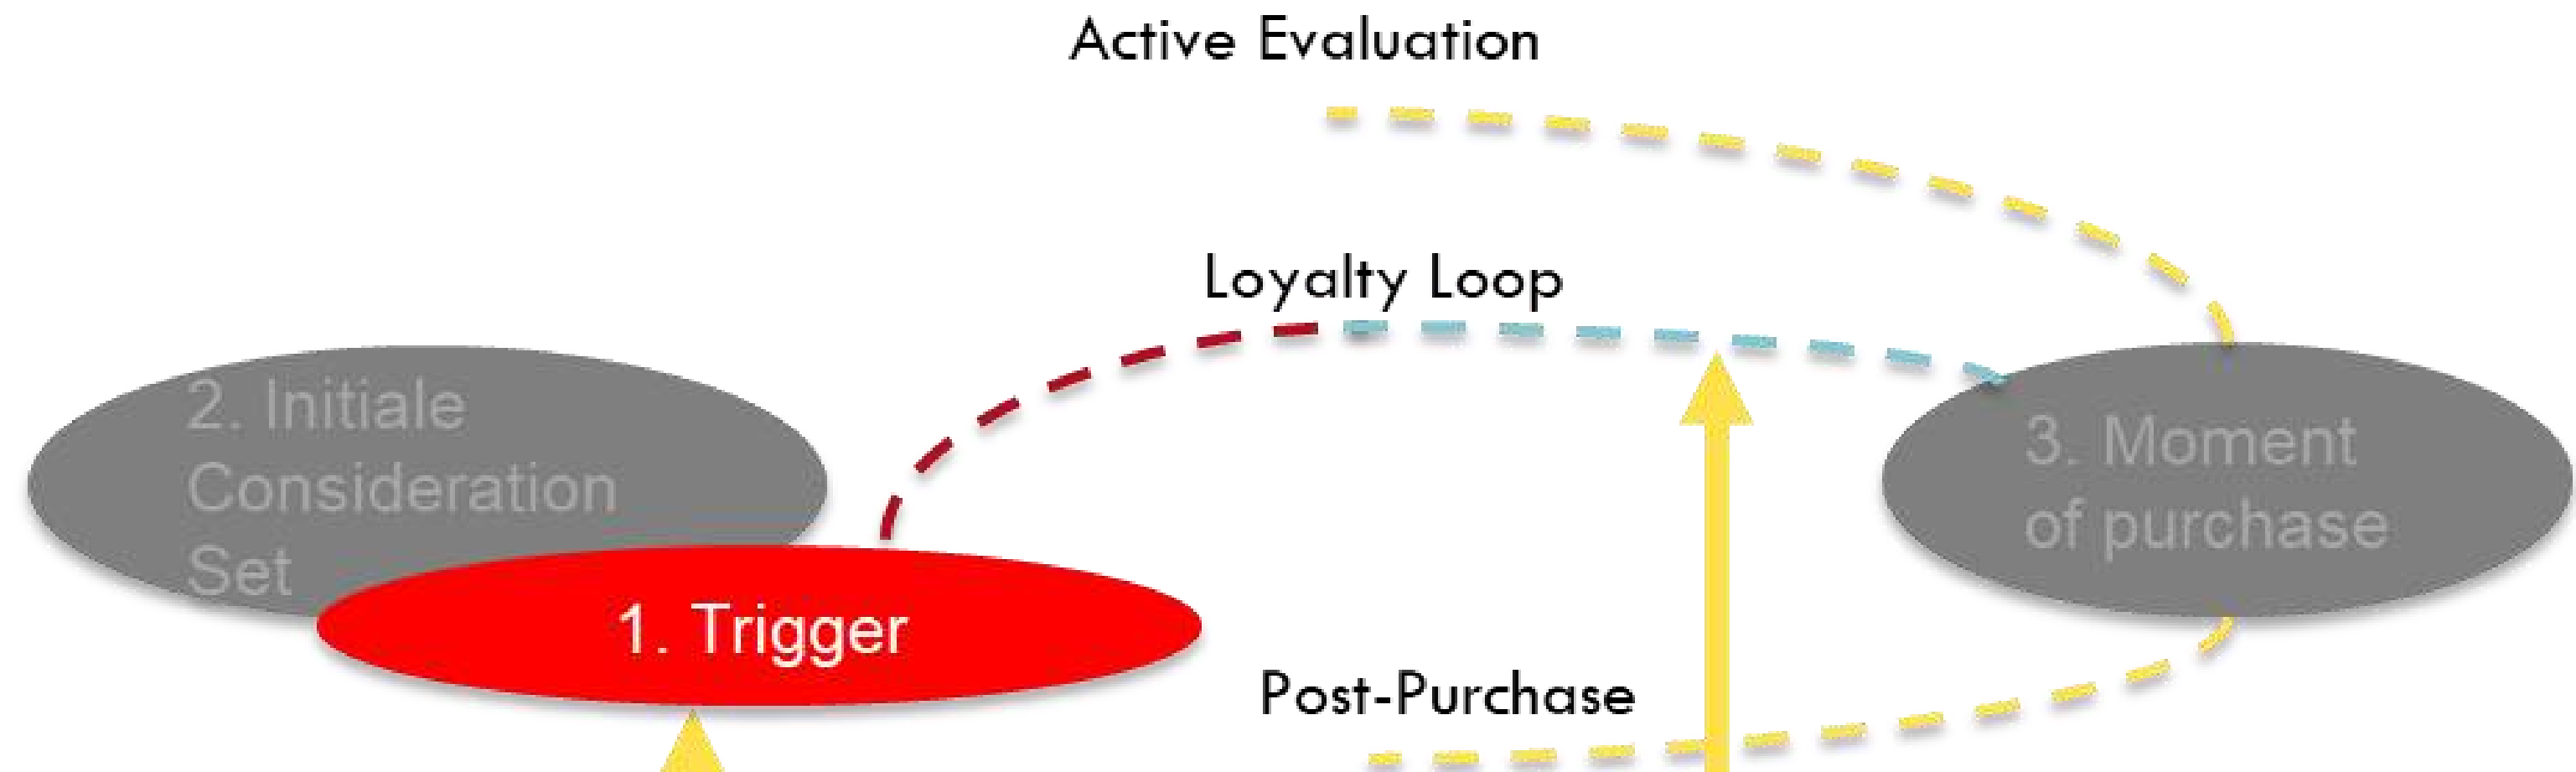 Active Evaluation
Loyalty Loop
2. Initiale
Consideration
Set
3. Moment
of purchase
1. Trigger
Post-Purchase